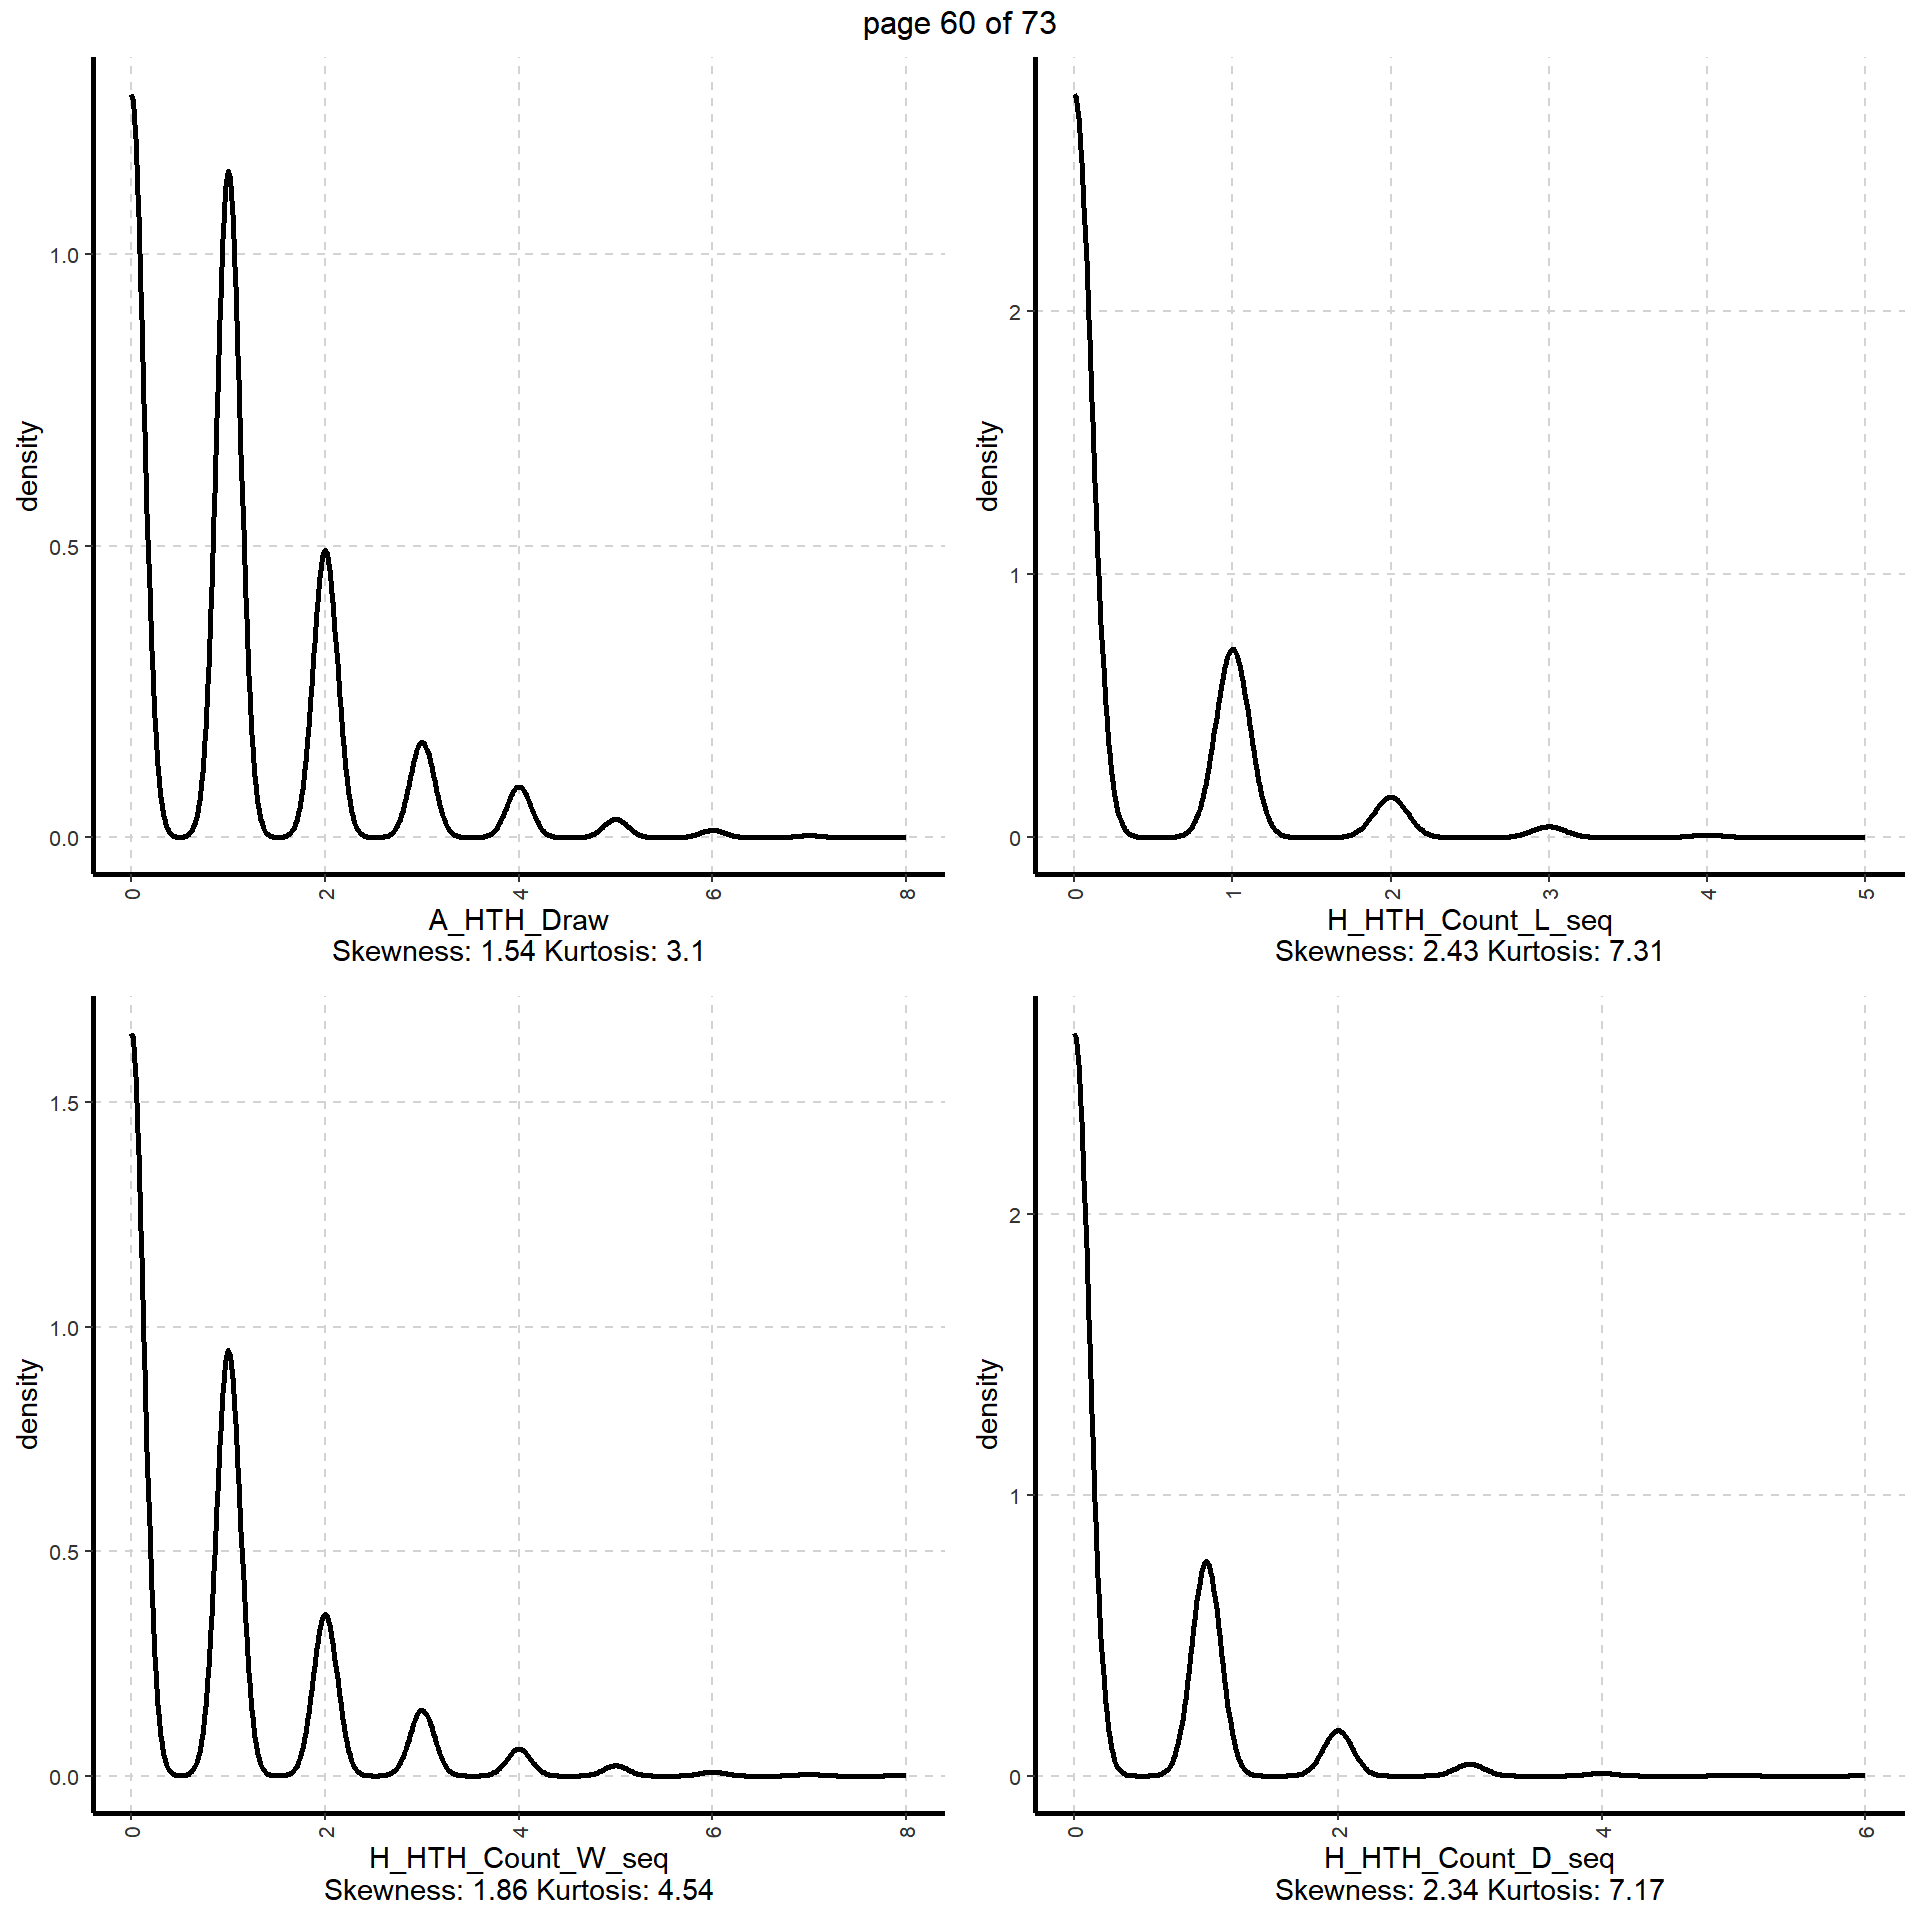 page 60 of 73
density
1.0
0.5
0.0
0 2 4 6 8
A_HTH_Draw
Skewness: 1.54 Kurtosis: 3.1
density
2
1
0
0 1 2 3 4 5
H_HTH_Count_L_seq
Skewness: 2.43 Kurtosis: 7.31
density
1.5
1.0
0.5
0.0
0 2 4 6 8
H_HTH_Count_W_seq
Skewness: 1.86 Kurtosis: 4.54
density
2
1
0
0 2 4 6
H_HTH_Count_D_seq
Skewness: 2.34 Kurtosis: 7.17